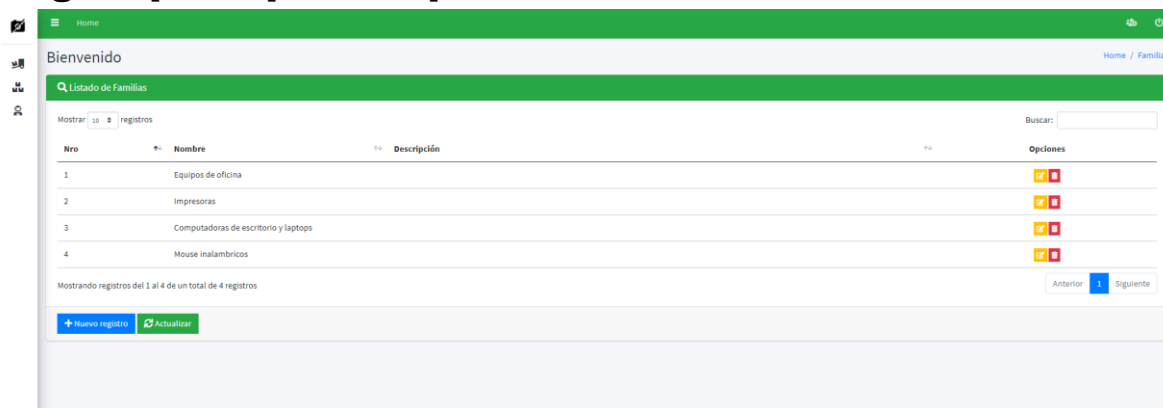 Home
Bienvenido
Home / Familia
Listado de Familias
Mostrar 10 registros
Buscar:
Nro Nombre Descripción Opciones
1 Equipos de oficina
2 Impresoras
3 Computadoras de escritorio y laptops
4 Mouse inalambricos
Mostrando registros del 1 al 4 de un total de 4 registros
Anterior 1 Siguiente
Nuevo registro Actualizar